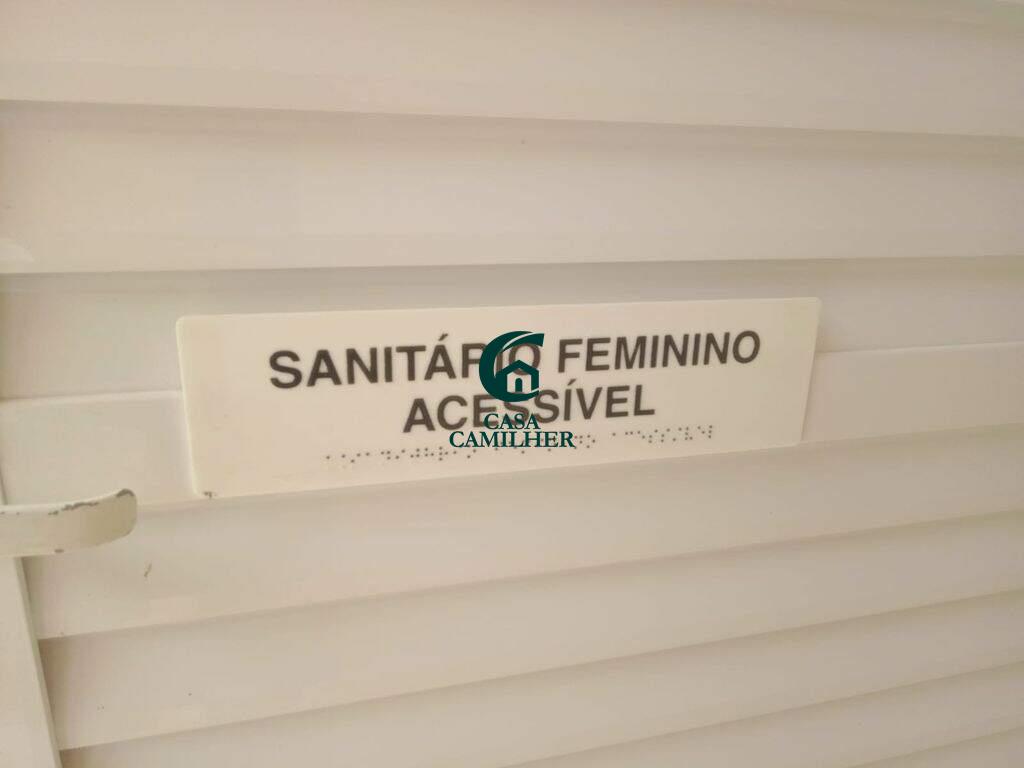 SANITÁRIO FEMININO
ACESSÍVEL
CASA
CAMILHER